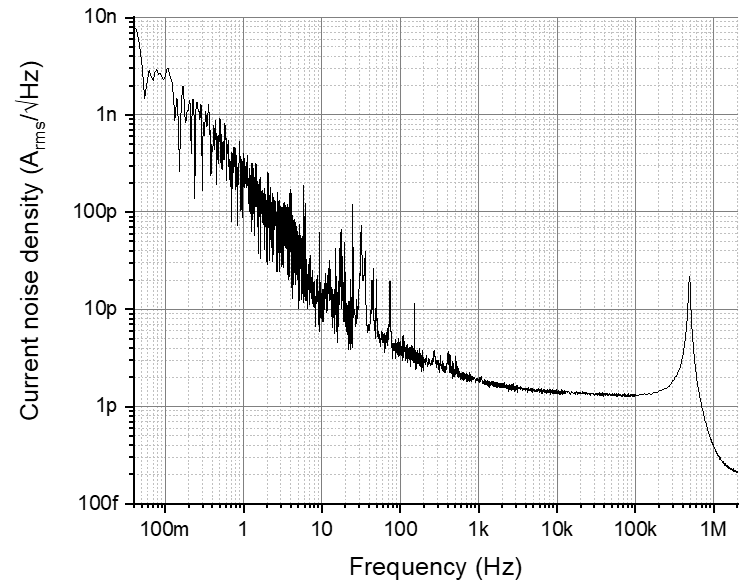 Current noise density (Arms/√Hz)
10n
1n
100p
10p
1p
100f
100m 1 10 100 1k 10k 100k 1M
Frequency (Hz)